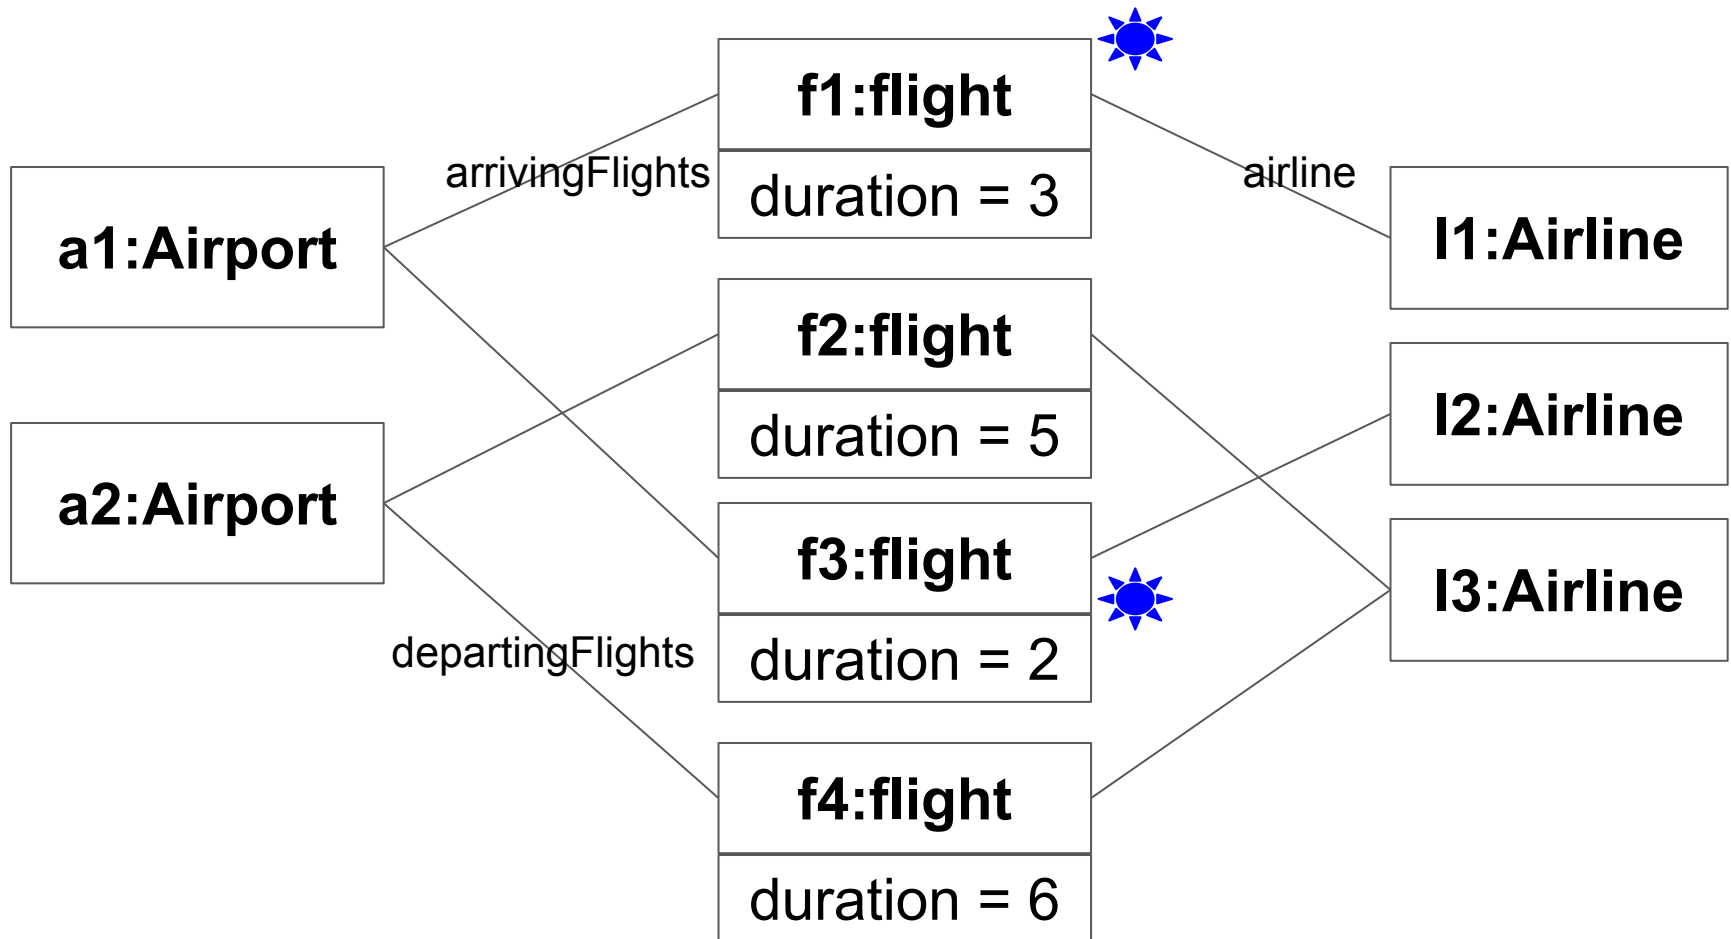 f1:flight
duration = 3
arrivingFlights
airline
a1:Airport
l1:Airline
f2:flight
duration = 5
l2:Airline
a2:Airport
f3:flight
duration = 2
l3:Airline
departingFlights
f4:flight
duration = 6